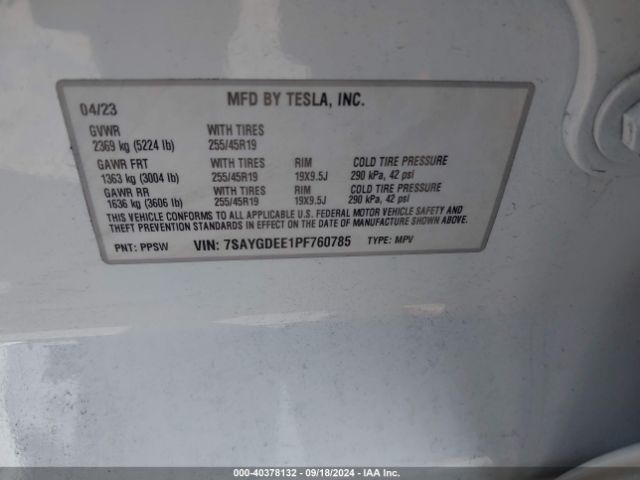 04/23 MFD BY TESLA, INC.
GVWR WITH TIRES
2369 kg (5224 lb) 255/45R19
GAWR FRT WITH TIRES RIM COLD TIRE PRESSURE
1363 kg (3004 lb) 255/45R19 19X9.5J 290 kPa, 42 psi
GAWR RR WITH TIRES RIM COLD TIRE PRESSURE
1636 kg (3606 lb) 255/45R19 19X9.5J 290 kPa, 42 psi
THIS VEHICLE CONFORMS TO ALL APPLICABLE U.S. FEDERAL MOTOR VEHICLE SAFETY AND
THEFT PREVENTION STANDARDS IN EFFECT ON THE DATE OF MANUFACTURE SHOWN ABOVE.
PNT: PPSW VIN: 7SAYGDEE1PF760785 TYPE: MPV
000-40378132 - 09/18/2024 - IAA Inc.